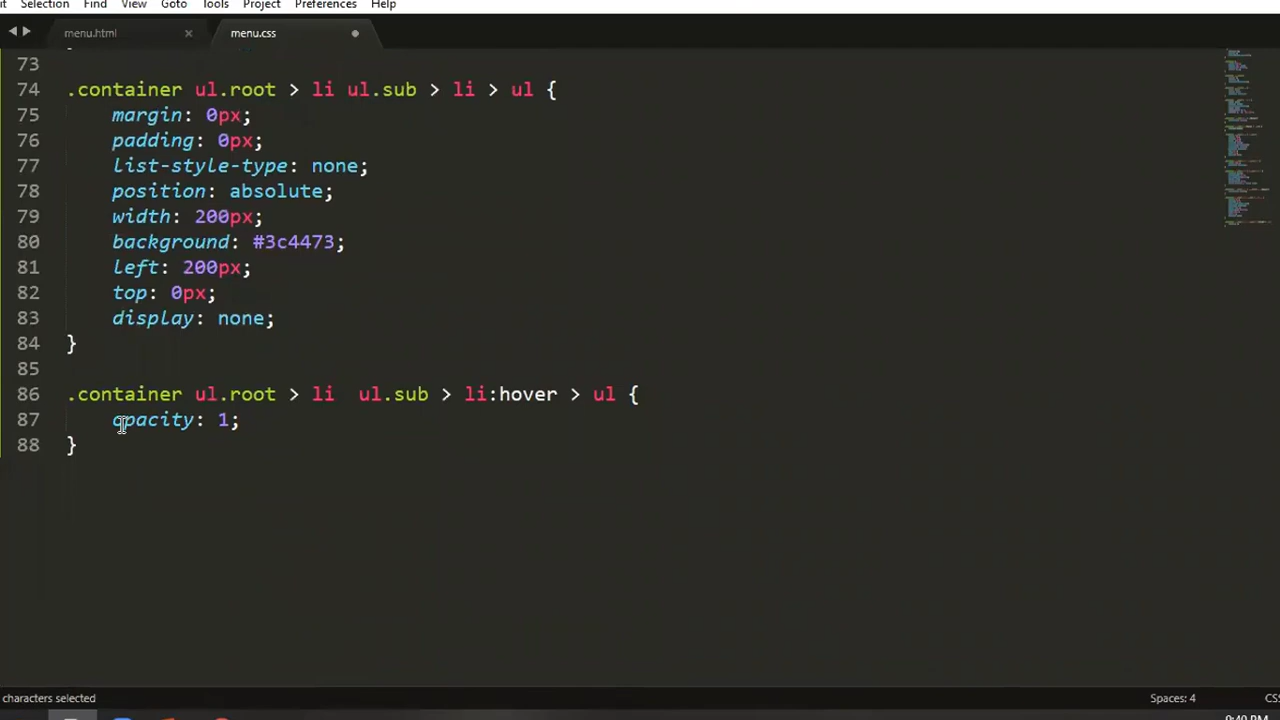 it Selection Find View Goto Tools Project Preferences Help
menu.html × menu.css
73
74 .container ul.root > li ul.sub > li > ul {
75 margin: 0px;
76 padding: 0px;
77 list-style-type: none;
78 position: absolute;
79 width: 200px;
80 background: #3c4473;
81 left: 200px;
82 top: 0px;
83 display: none;
84 }
85
86 .container ul.root > li  ul.sub > li:hover > ul {
87 opacity: 1;
88 }
characters selected Spaces: 4 CSS